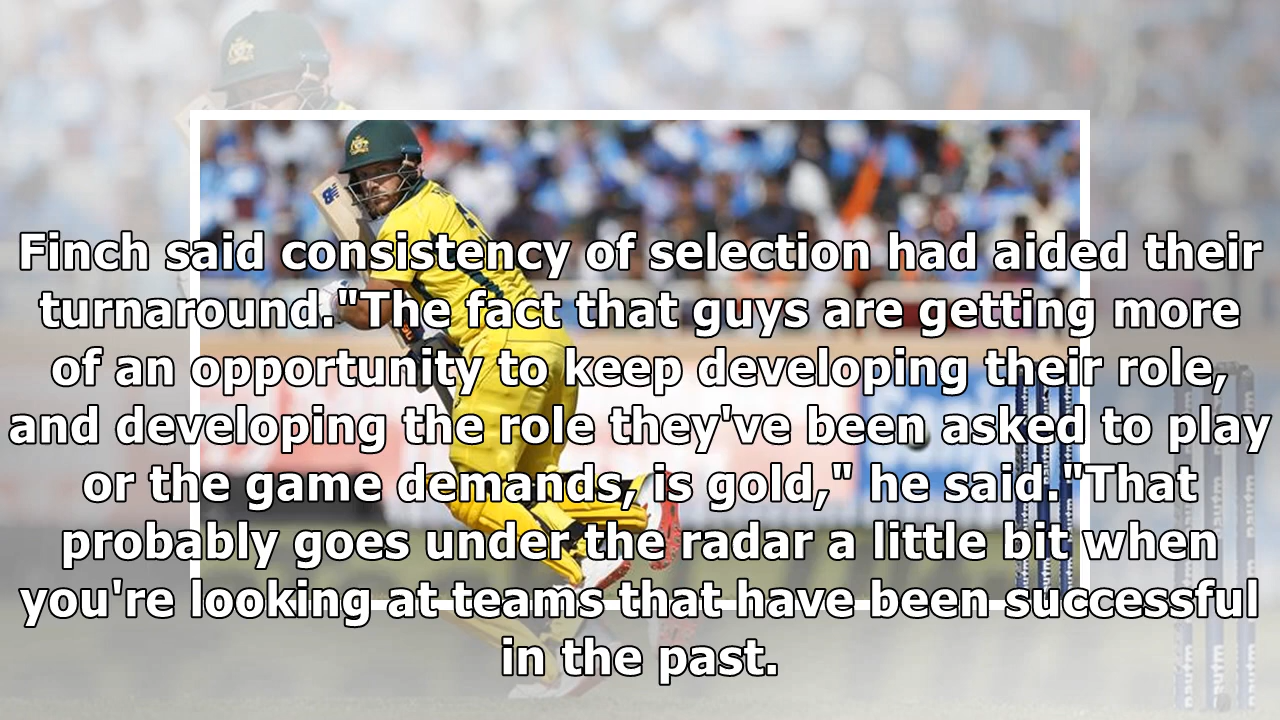 Finch said consistency of selection had aided their
turnaround."The fact that guys are getting more
of an opportunity to keep developing their role,
and developing the role they've been asked to play
or the game demands, is gold," he said."That
probably goes under the radar a little bit when
you're looking at teams that have been successful
in the past.
paytm
paytm
paytm